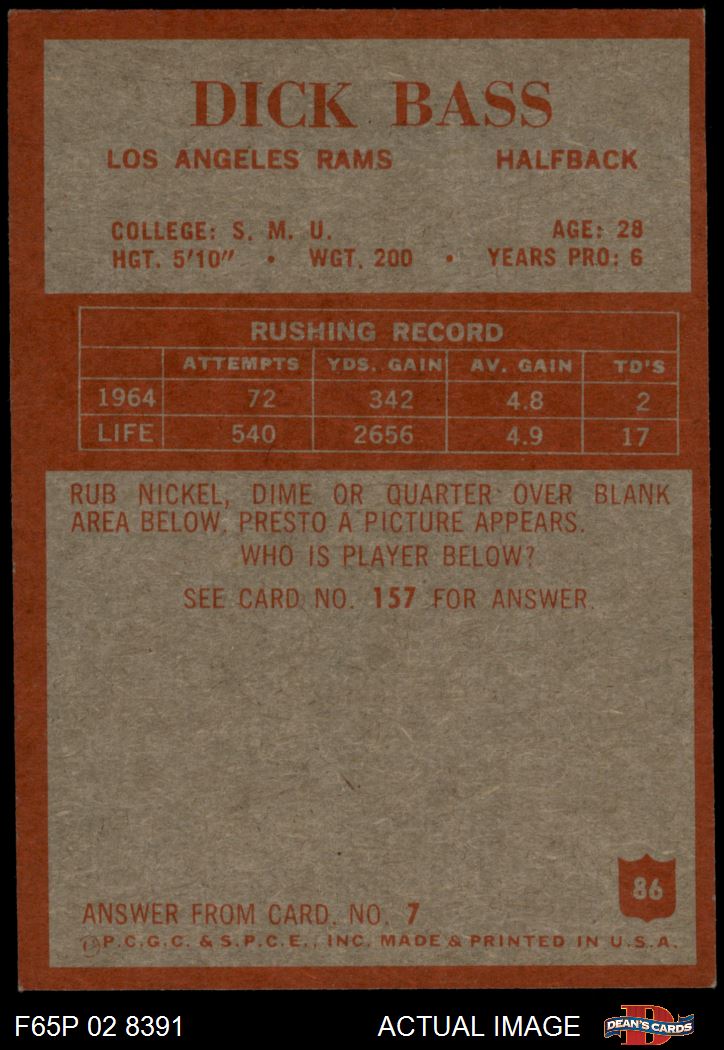 DICK BASS
LOS ANGELES RAMS HALFBACK
COLLEGE: S. M. U. AGE: 28
HGT. 5'10" • WGT. 200 • YEARS PRO: 6
RUSHING RECORD
ATTEMPTS YDS. GAIN AV. GAIN TD'S
1964 72 342 4.8 2
LIFE 540 2656 4.9 17
RUB NICKEL, DIME OR QUARTER OVER BLANK
AREA BELOW. PRESTO A PICTURE APPEARS.
WHO IS PLAYER BELOW?
SEE CARD NO. 157 FOR ANSWER.
86
ANSWER FROM CARD. NO. 7
©P.C.G.C. & S.P.C.E., INC. MADE & PRINTED IN U.S.A.
F65P 02 8391 ACTUAL IMAGE
D
DEAN'S CARDS